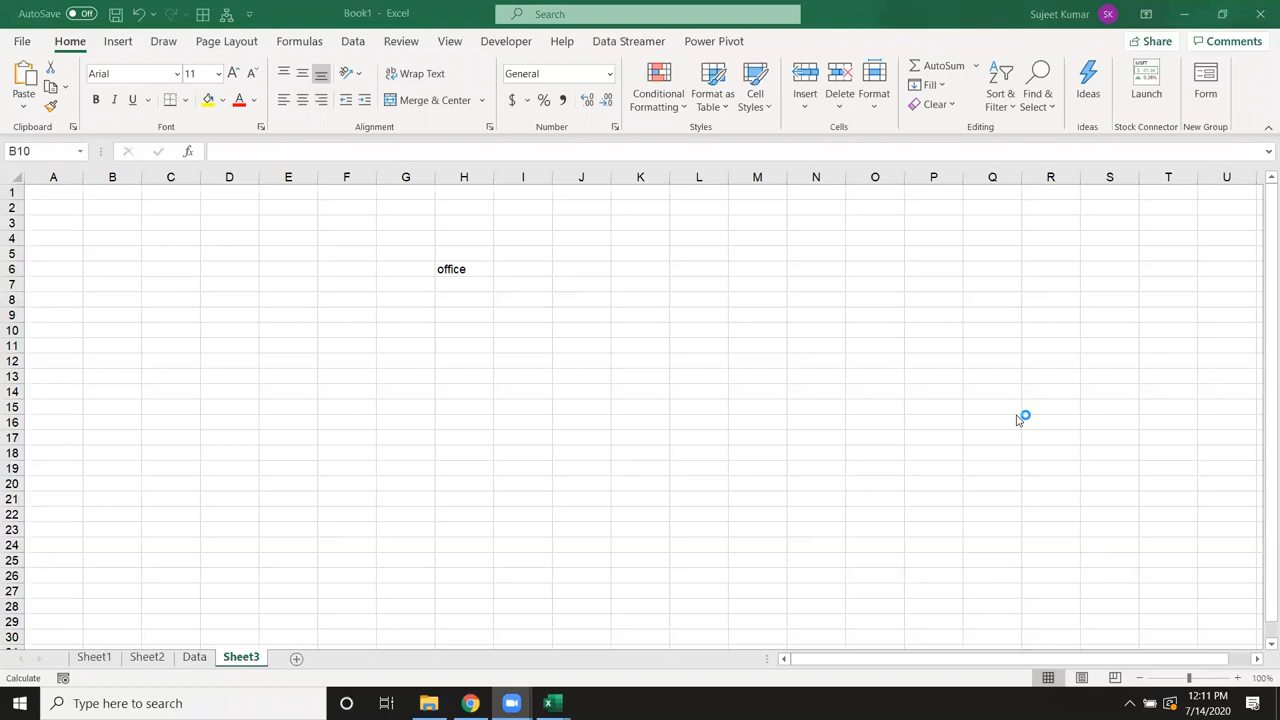 AutoSave Off Book1 - Excel Search Sujeet Kumar SK
File Home Insert Draw Page Layout Formulas Data Review View Developer Help Data Streamer Power Pivot Share Comments
Paste Arial 11 Wrap Text General Conditional Formatting Format as Table Cell Styles Insert Delete Format AutoSum Fill Clear Sort & Filter Find & Select Ideas Launch Form
B I U Merge & Center $ % ,
Clipboard Font Alignment Number Styles Cells Editing Ideas Stock Connector New Group
B10 fx
A B C D E F G H I J K L M N O P Q R S T U
1
2
3
4
5
6 office
7
8
9
10
11
12
13
14
15
16
17
18
19
20
21
22
23
24
25
26
27
28
29
30
Sheet1 Sheet2 Data Sheet3
Calculate 100%
Type here to search 12:11 PM
7/14/2020